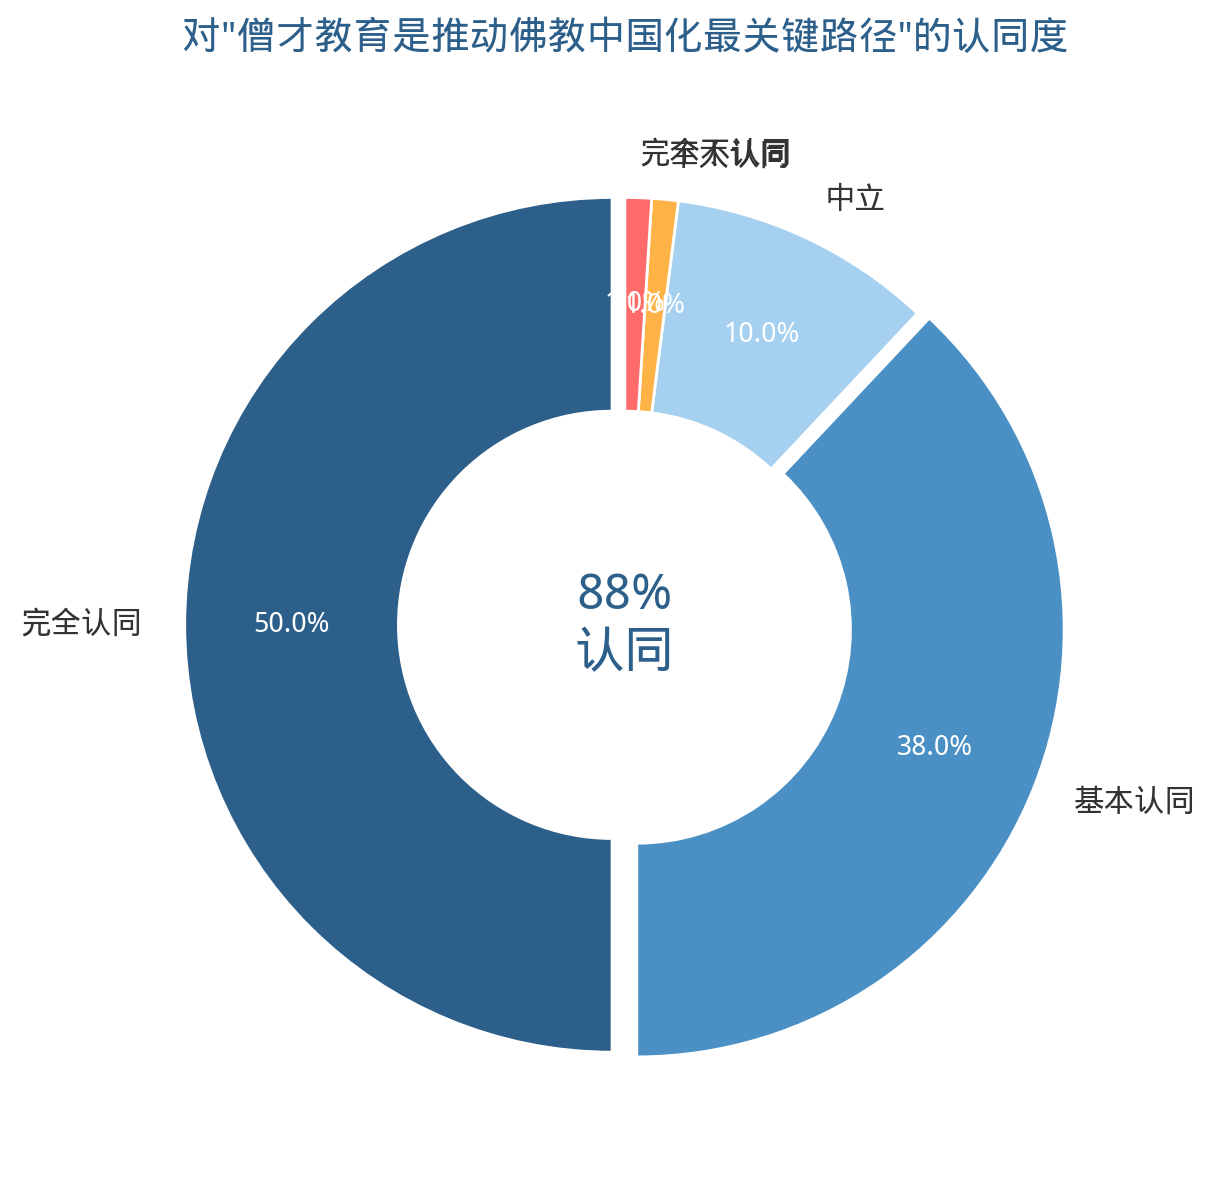 对"僧才教育是推动佛教中国化最关键路径"的认同度
中立
10.0%
88%
认同
完全认同
50.0%
38.0%
基本认同